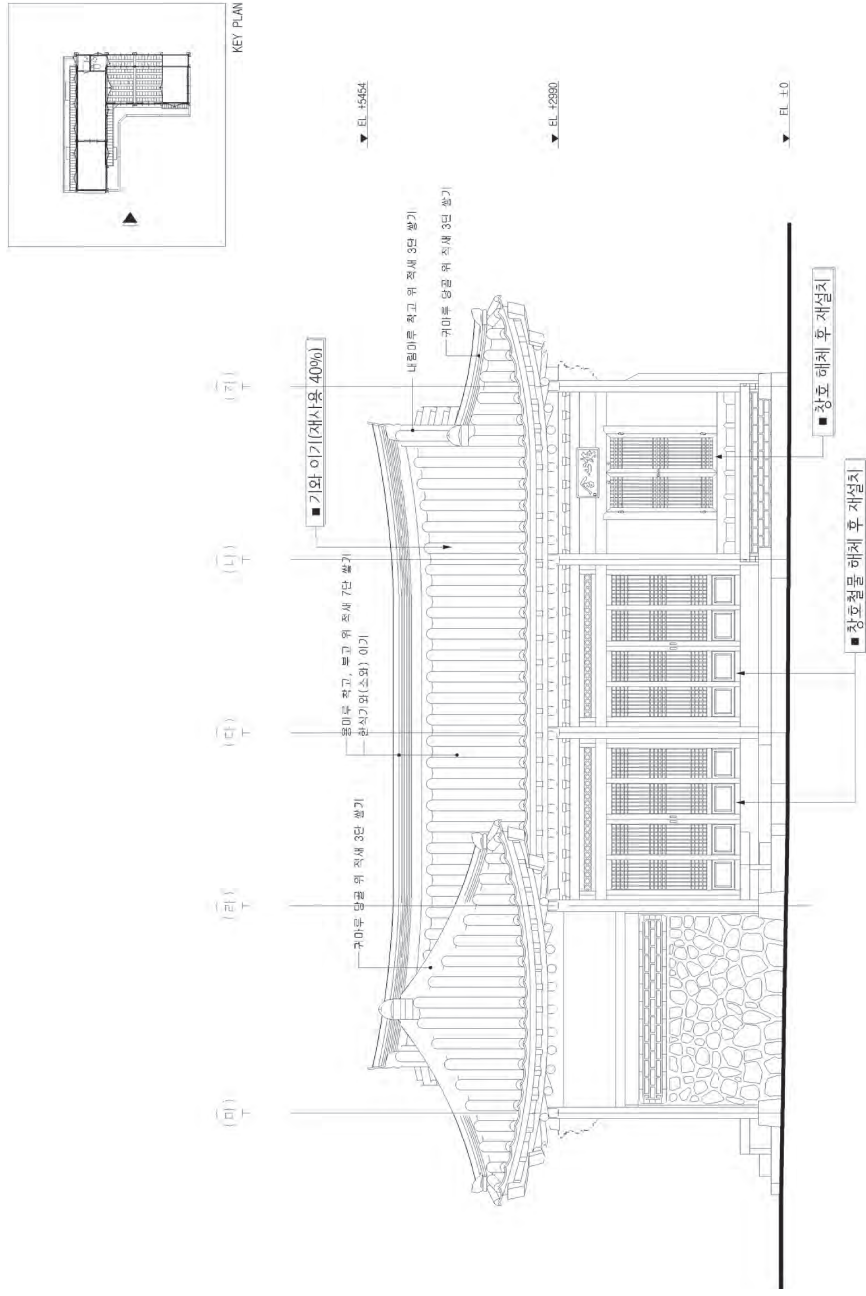 KEY PLAN
▼ EL +5454
▼ EL +2990
▼ EL ±0
(마)
(라)
(다)
(나)
(가)
귀마루 당골 위 적새 3단 쌓기
용마루 착고, 부고 위 적새 7단 쌓기
한식기와(소와) 이기
■ 기와 이기(재사용 40%)
내림마루 착고 위 적새 3단 쌓기
귀마루 당골 위 적새 3단 쌓기
■ 창호 해체 후 재설치
■ 창호철물 해체 후 재설치